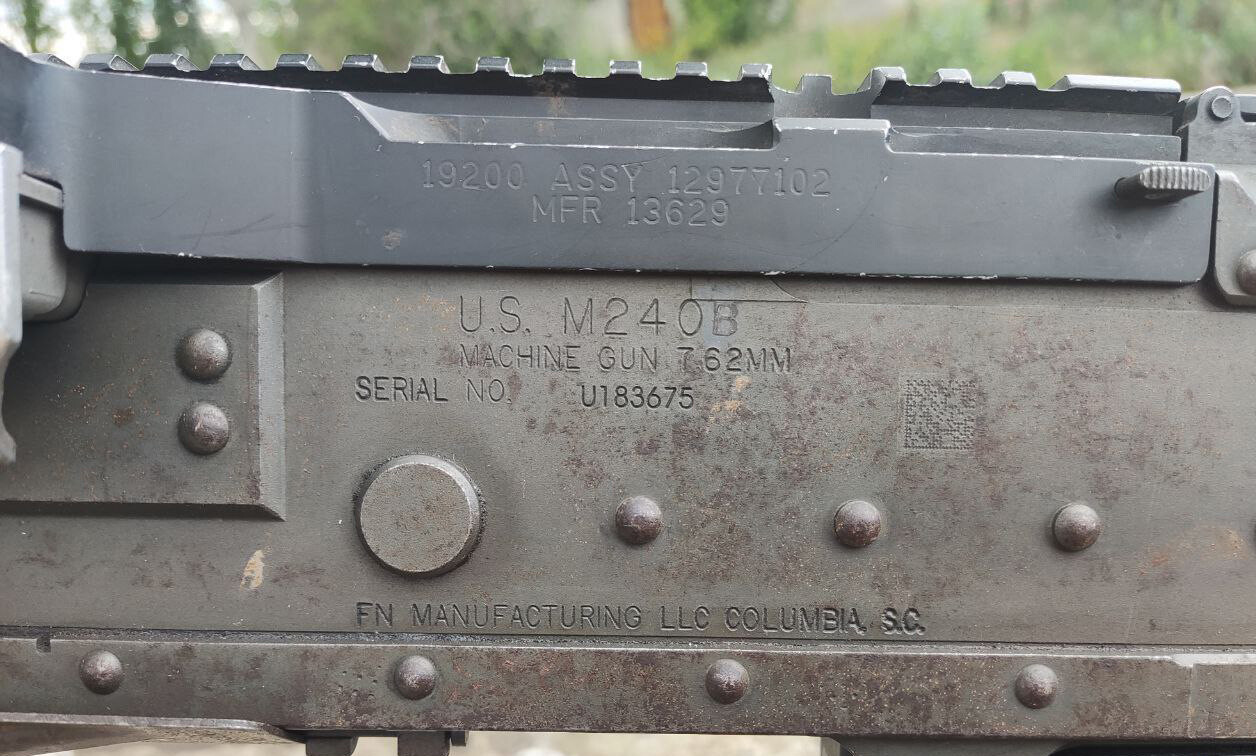 19200 ASSY 12977102
MFR 13629
U.S. M240B
MACHINE GUN 7.62MM
SERIAL NO. U183675
FN MANUFACTURING LLC COLUMBIA, S.C.